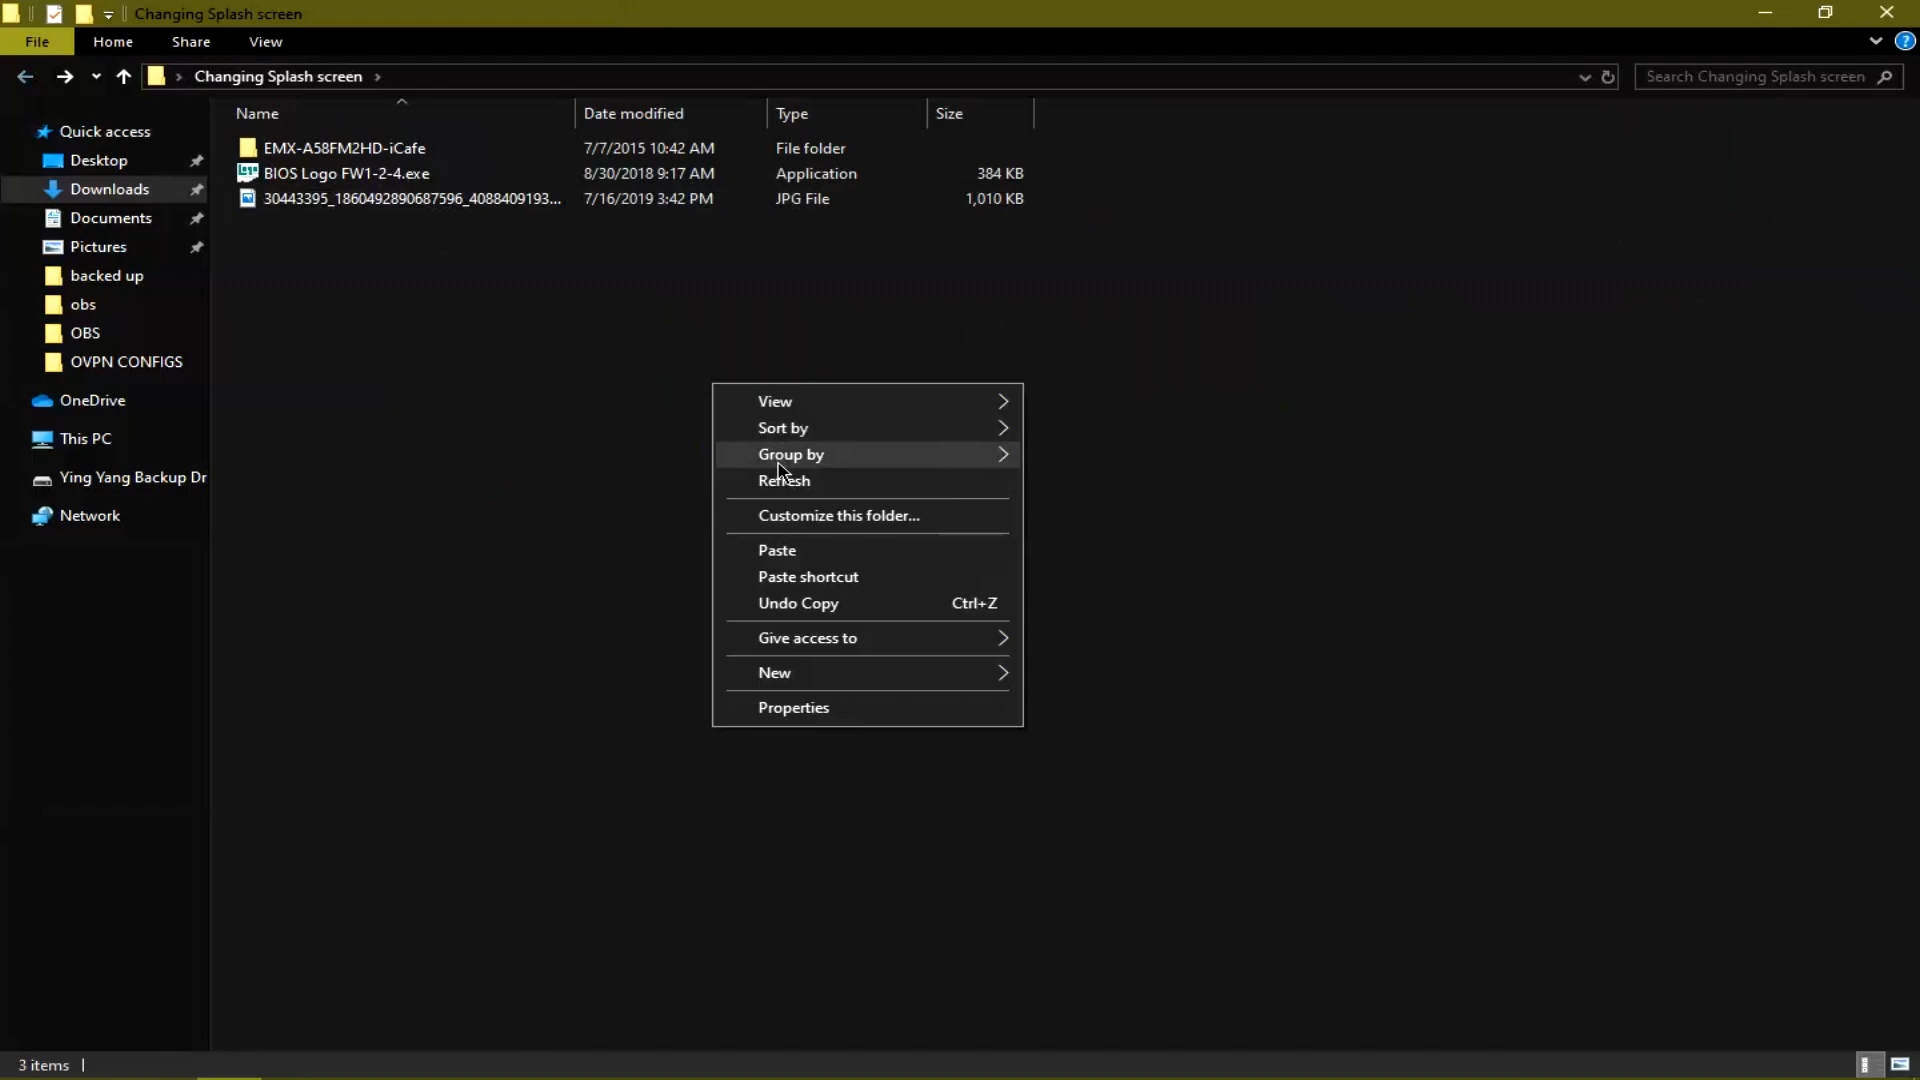 Changing Splash screen
File Home Share View
Changing Splash screen
Search Changing Splash screen
Name Date modified Type Size
EMX-A58FM2HD-iCafe 7/7/2015 10:42 AM File folder
BIOS Logo FW1-2-4.exe 8/30/2018 9:17 AM Application 384 KB
30443395_1860492890687596_4088409193... 7/16/2019 3:42 PM JPG File 1,010 KB
Quick access
Desktop
Downloads
Documents
Pictures
backed up
obs
OBS
OVPN CONFIGS
OneDrive
This PC
Ying Yang Backup Dr
Network
View
Sort by
Group by
Refresh
Customize this folder...
Paste
Paste shortcut
Undo Copy Ctrl+Z
Give access to
New
Properties
3 items